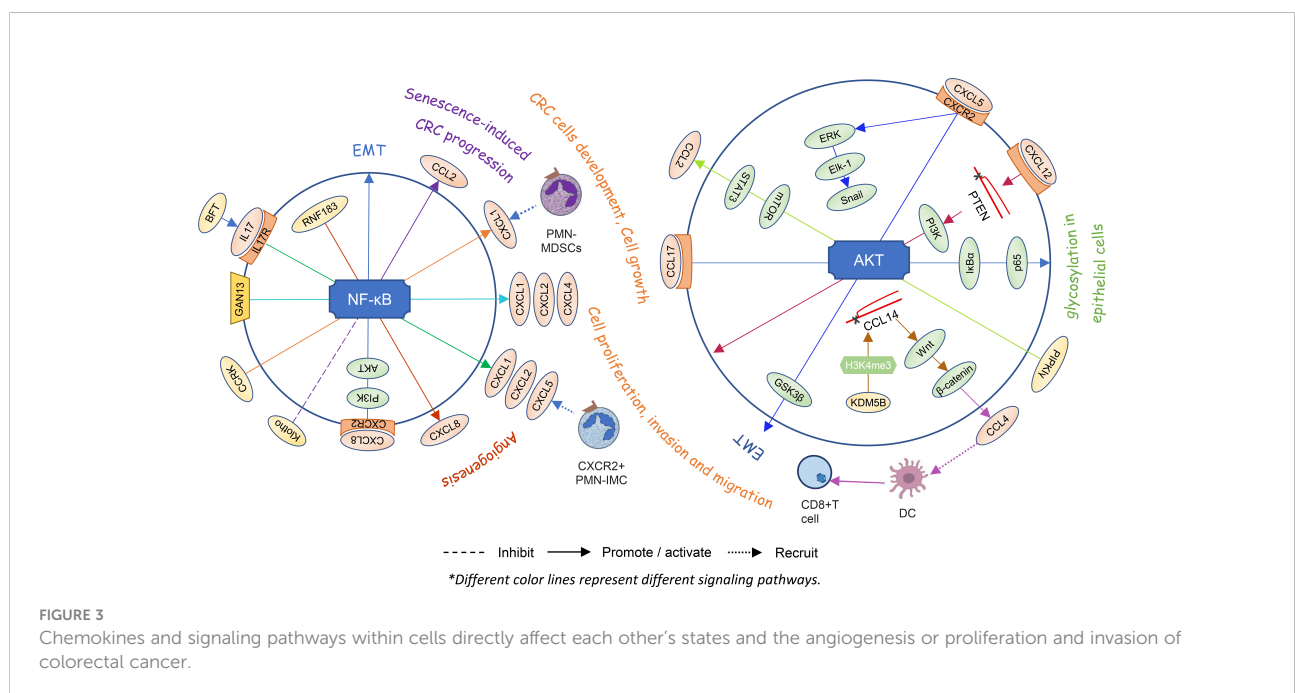 Senescence-induced
CRC progression
CRC cells development, Cell growth
EMT
CCL2
BFT
IL17
IL17R
RNF183
CXCL1
PMN-
MDSCs
GAN13
NF-κB
CXCL1
CXCL2
CXCL4
CCRK
AKT
PI3K
CXCR2
CXCL8
Klotho
CXCL8
CXCL1
CXCL2
CXCL5
Angiogenesis
CXCR2+
PMN-IMC
Cell proliferation, invasion and migration
CXCL5
CXCR2
CXCL12
CCL2
STAT3
mTOR
ERK
Elk-1
Snail
PTEN
PI3K
CCL17
AKT
IκBα
p65
glycosylation in
epithelial cells
CCL14
H3K4me3
KDM5B
Wnt
β-catenin
PIPKIγ
GSK3β
EMT
CCL4
CD8+T
cell
DC
Inhibit
Promote / activate
Recruit
*Different color lines represent different signaling pathways.
FIGURE 3
Chemokines and signaling pathways within cells directly affect each other's states and the angiogenesis or proliferation and invasion of
colorectal cancer.